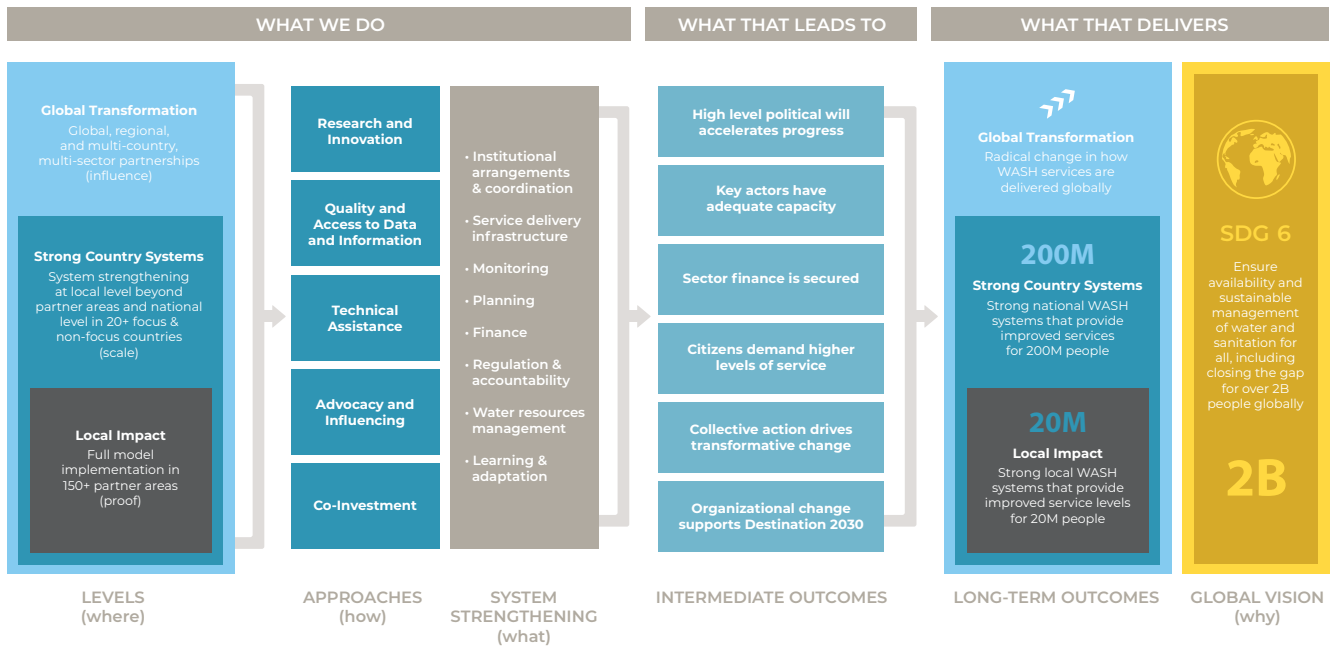 WHAT WE DO
WHAT THAT LEADS TO
WHAT THAT DELIVERS
Global Transformation
Global, regional,
and multi-country,
multi-sector partnerships
(influence)
Strong Country Systems
System strengthening
at local level beyond
partner areas and national
level in 20+ focus &
non-focus countries
(scale)
Local Impact
Full model
implementation in
150+ partner areas
(proof)
LEVELS
(where)
Research and
Innovation
Quality and
Access to Data
and Information
Technical
Assistance
Advocacy and
Influencing
Co-Investment
APPROACHES
(how)
• Institutional
arrangements
& coordination
• Service delivery
infrastructure
• Monitoring
• Planning
• Finance
• Regulation &
accountability
• Water resources
management
• Learning &
adaptation
SYSTEM
STRENGTHENING
(what)
High level political will
accelerates progress
Key actors have
adequate capacity
Sector finance is secured
Citizens demand higher
levels of service
Collective action drives
transformative change
Organizational change
supports Destination 2030
INTERMEDIATE OUTCOMES
Global Transformation
Radical change in how
WASH services are
delivered globally
200M
Strong Country Systems
Strong national WASH
systems that provide
improved services
for 200M people
20M
Local Impact
Strong local WASH
systems that provide
improved service levels
for 20M people
LONG-TERM OUTCOMES
SDG 6
Ensure
availability and
sustainable
management
of water and
sanitation for
all, including
closing the gap
for over 2B
people globally
2B
GLOBAL VISION
(why)